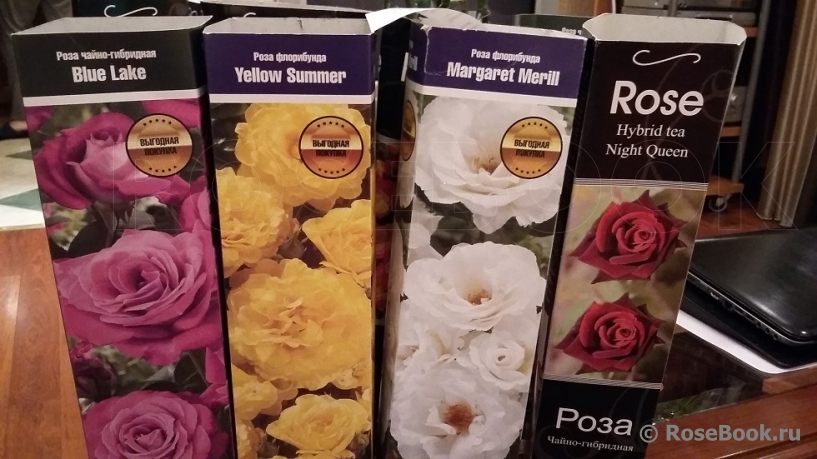 Роза чайно-гибридная
Blue Lake
ВЫГОДНАЯ
ПОКУПКА
Роза флорибунда
Yellow Summer
ВЫГОДНАЯ
ПОКУПКА
Роза флорибунда
Margaret Merill
ВЫГОДНАЯ
ПОКУПКА
Rose
Hybrid tea
Night Queen
Роза
Чайно-гибридная
© RoseBook.ru